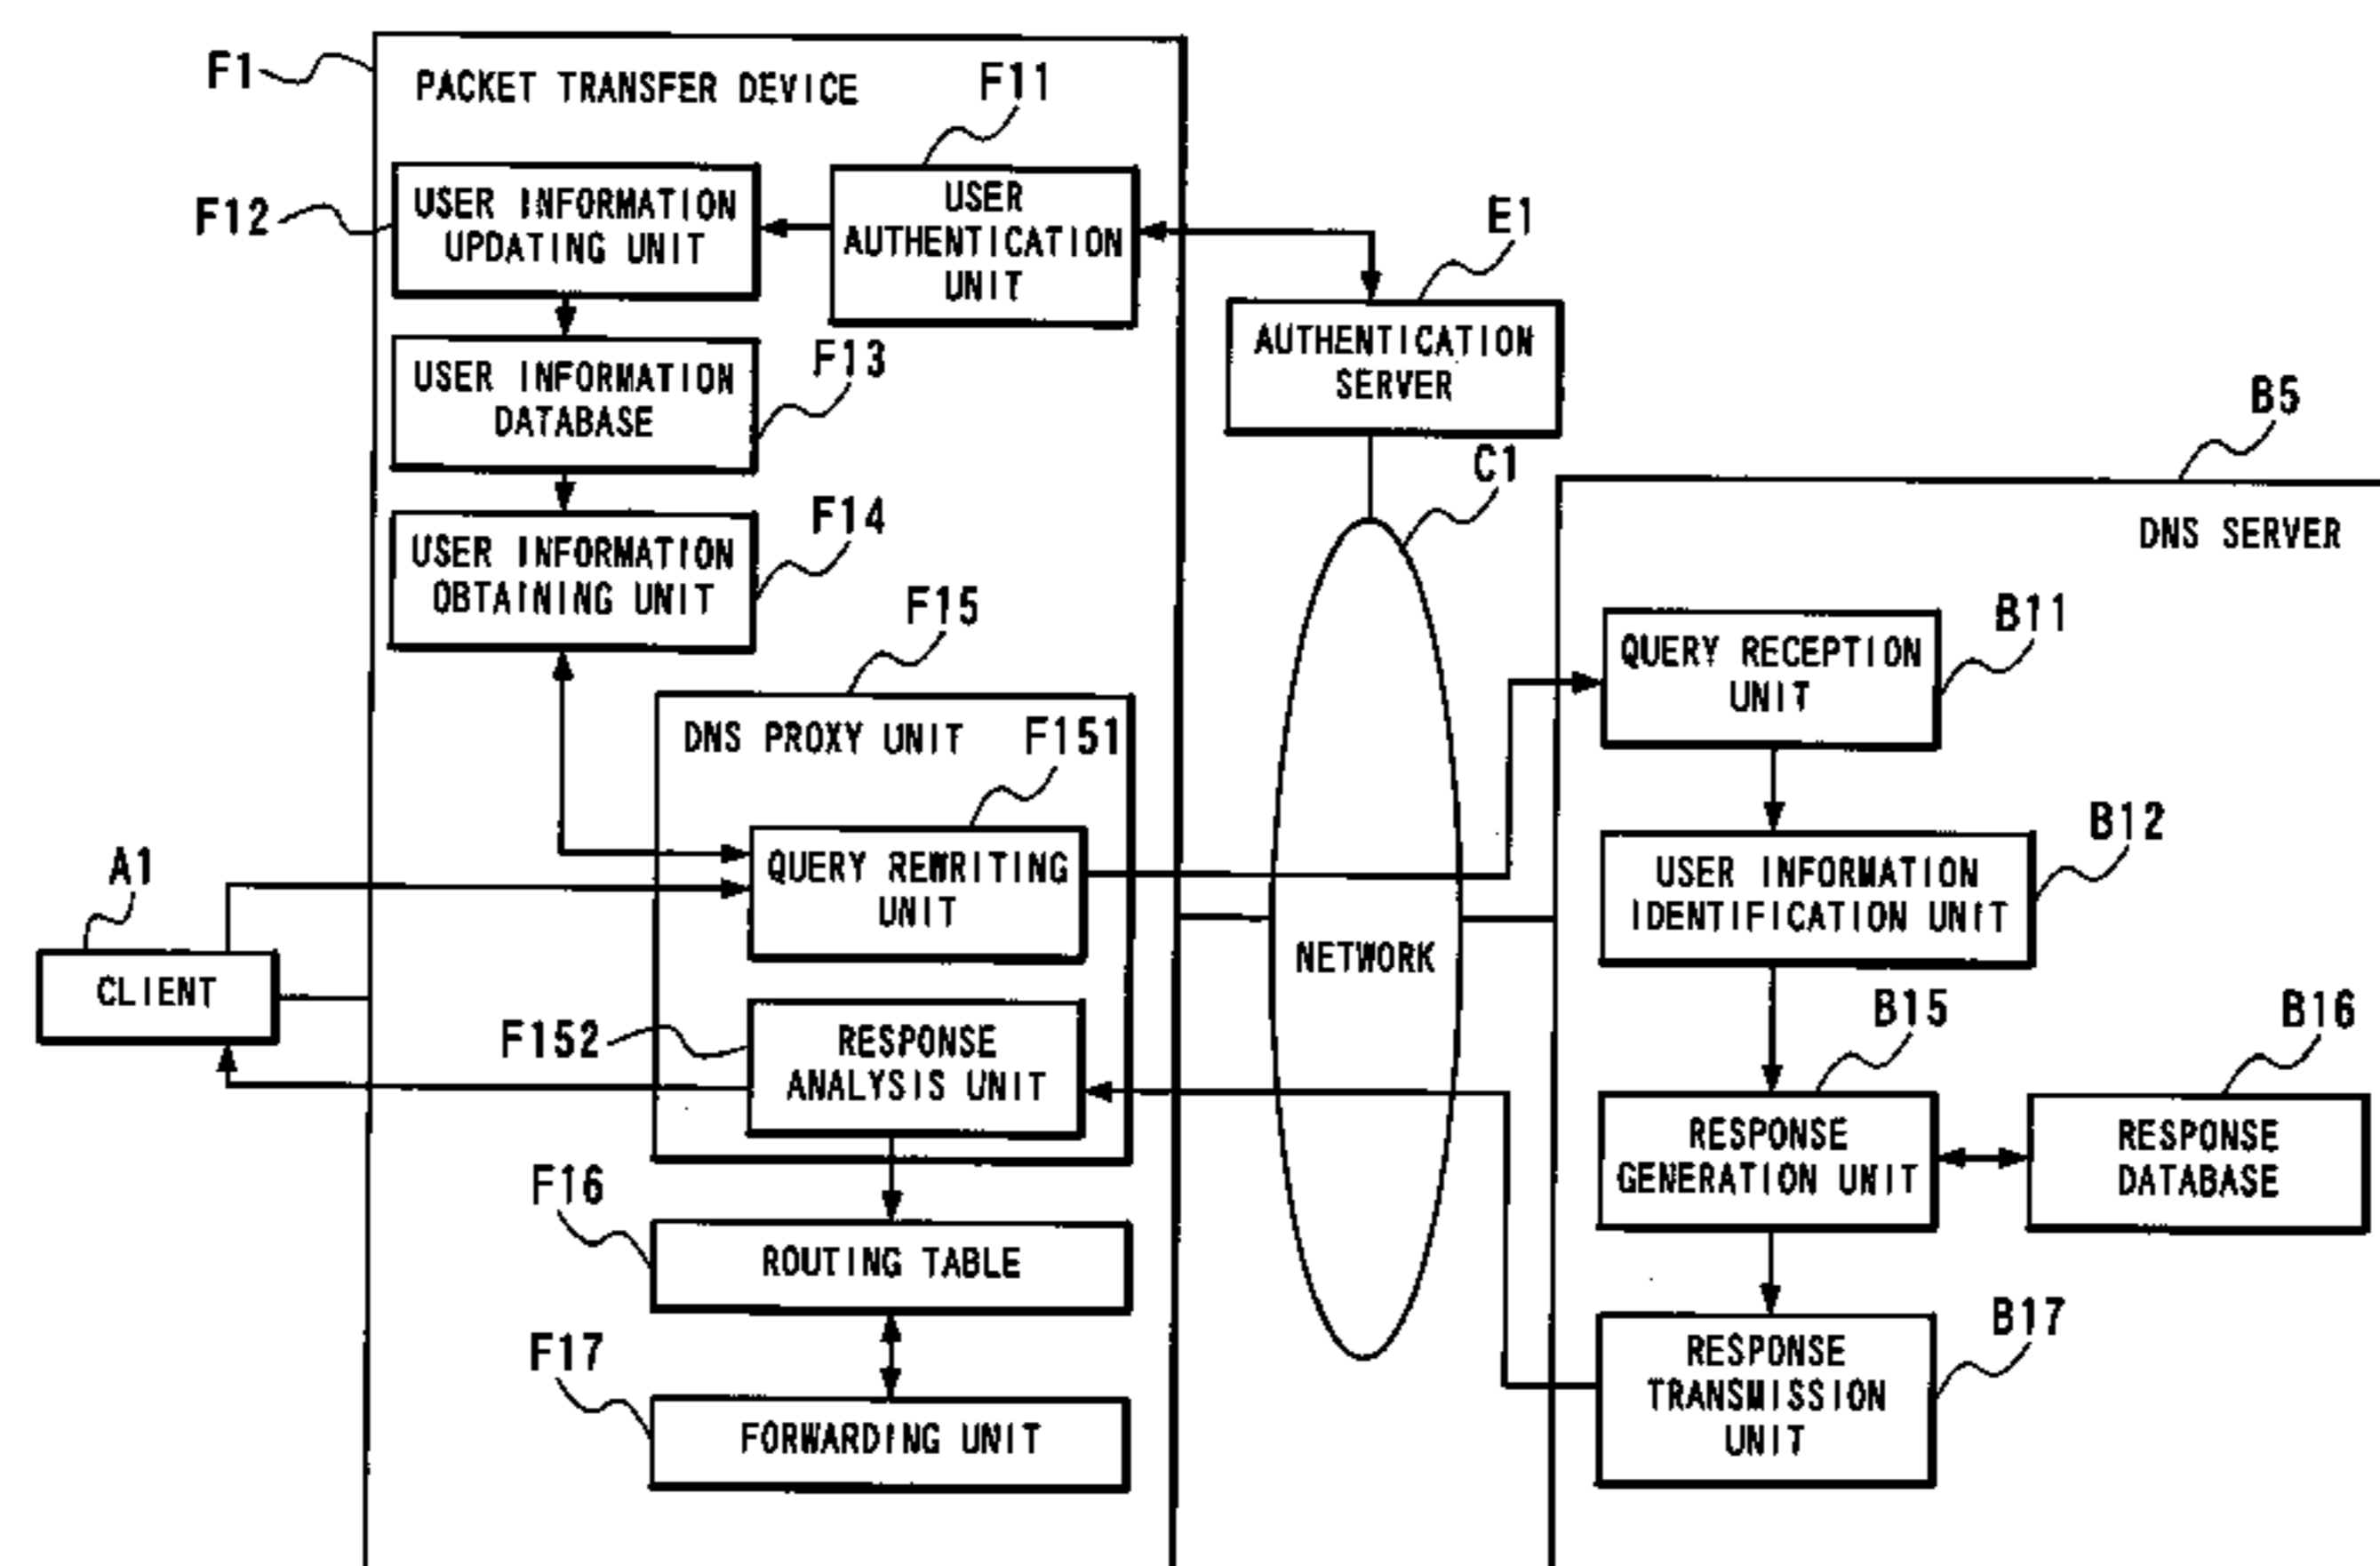 F1
PACKET TRANSFER DEVICE
F11
F12
USER INFORMATION
UPDATING UNIT
USER
AUTHENTICATION
UNIT
E1
AUTHENTICATION
SERVER
USER INFORMATION
DATABASE
F13
B5
C1
DNS SERVER
USER INFORMATION
OBTAINING UNIT
F14
F15
DNS PROXY UNIT
F151
QUERY RECEPTION
UNIT
B11
A1
CLIENT
QUERY REWRITING
UNIT
NETWORK
USER INFORMATION
IDENTIFICATION UNIT
B12
F152
RESPONSE
ANALYSIS UNIT
B15
B16
RESPONSE
GENERATION UNIT
RESPONSE
DATABASE
F16
ROUTING TABLE
F17
FORWARDING UNIT
RESPONSE
TRANSMISSION
UNIT
B17